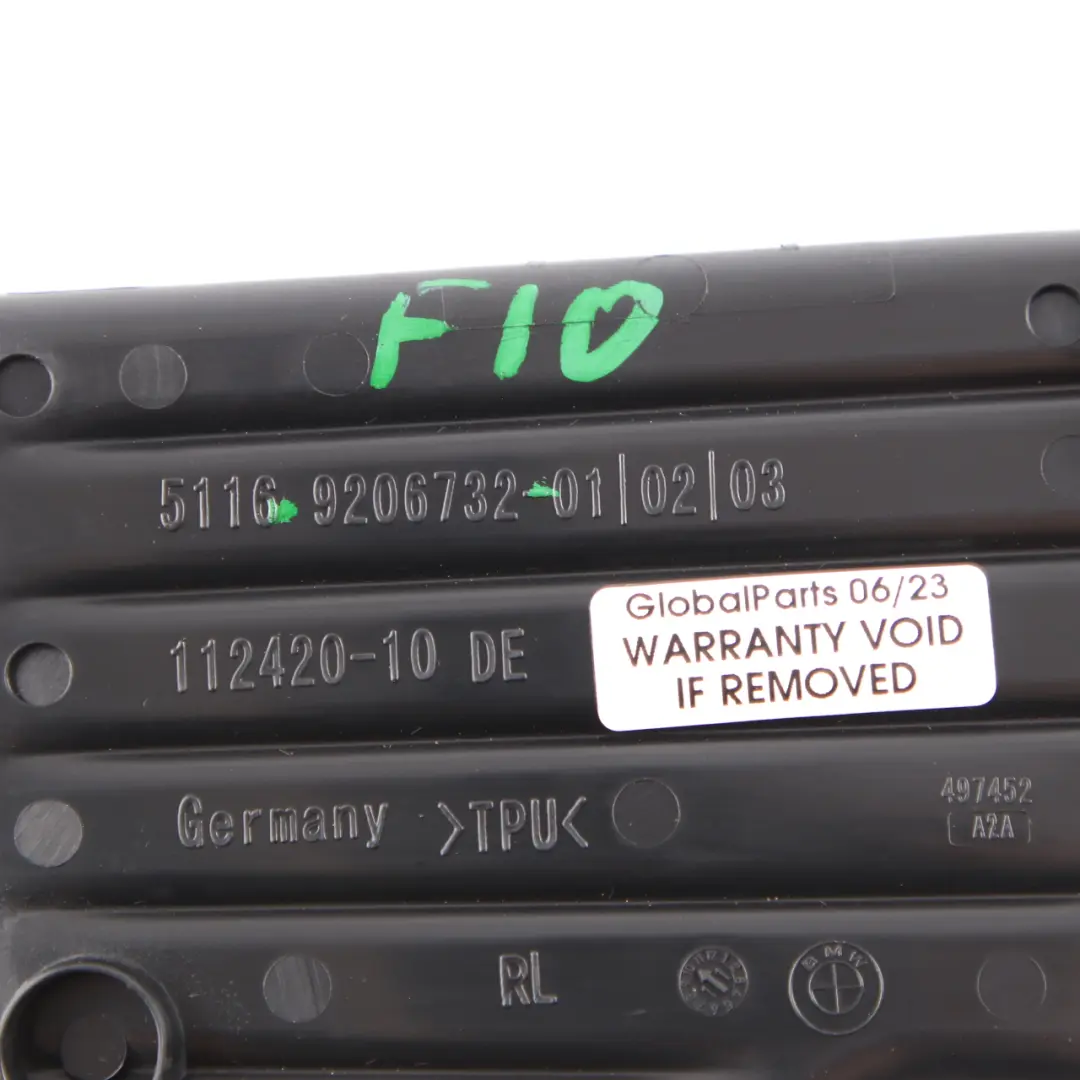 F10
5116 9206732-01|02|03
GlobalParts 06/23
WARRANTY VOID
IF REMOVED
112420-10 DE
Germany >TPU<
497452
A2A
RL
BMW